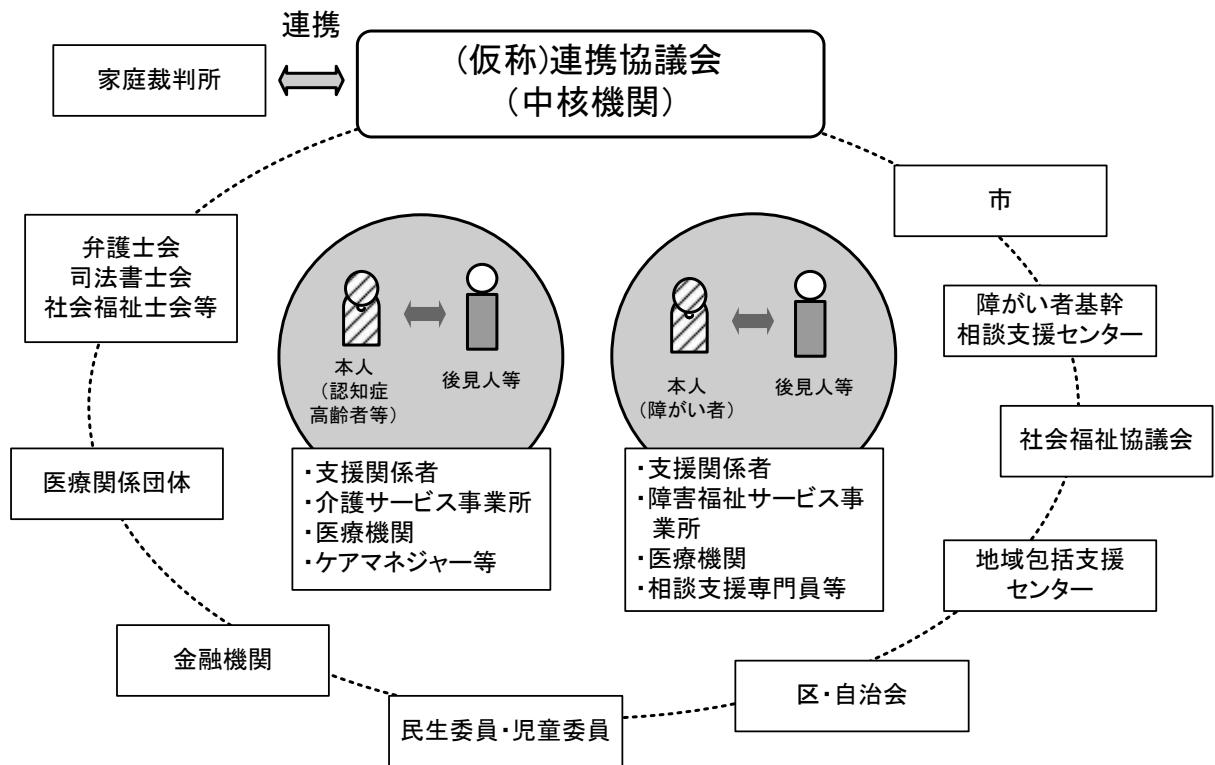 連携
家庭裁判所
(仮称)連携協議会
(中核機関)
市
弁護士会
司法書士会
社会福祉士会等
障がい者基幹
相談支援センター
本人
(認知症
高齢者等)
後見人等
本人
(障がい者)
後見人等
社会福祉協議会
医療関係団体
・支援関係者
・介護サービス事業所
・医療機関
・ケアマネジャー等
・支援関係者
・障害福祉サービス事
業所
・医療機関
・相談支援専門員等
地域包括支援
センター
金融機関
区・自治会
民生委員・児童委員